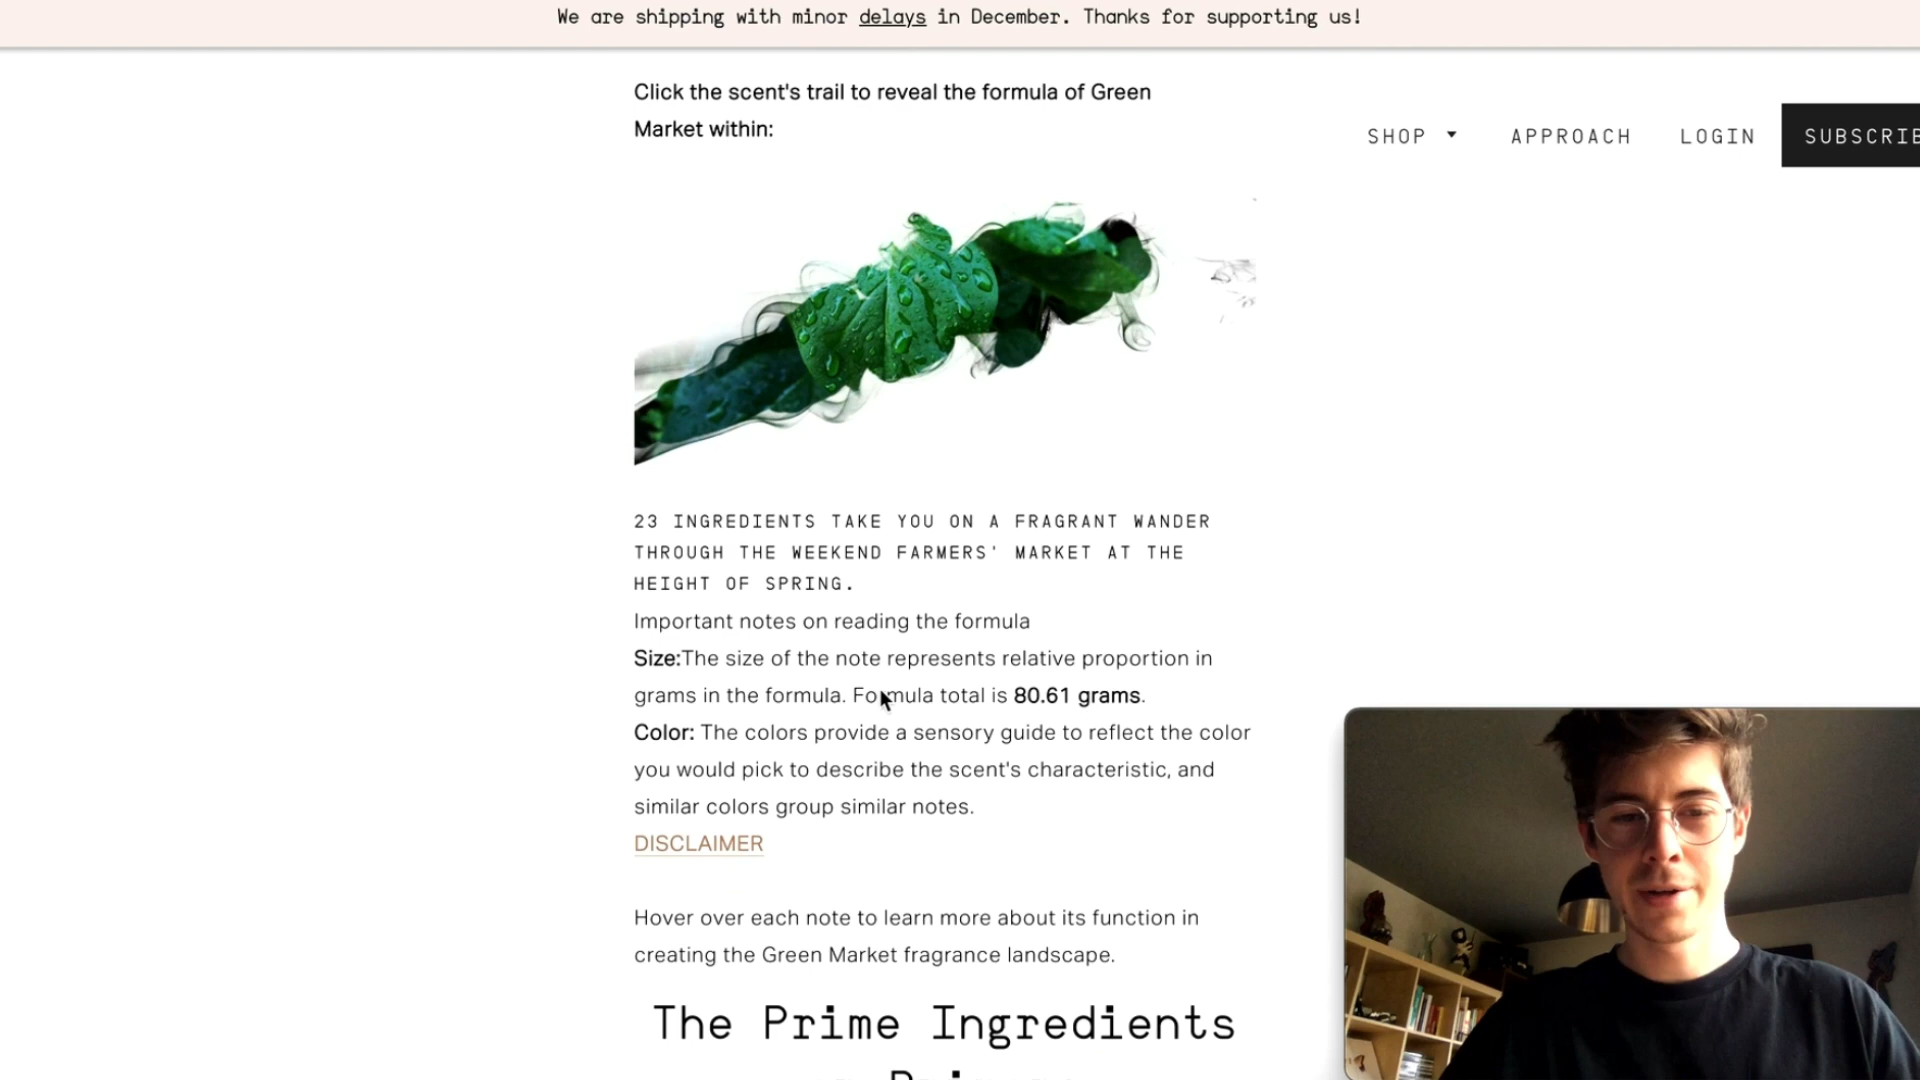 We are shipping with minor delays in December. Thanks for supporting us!
Click the scent's trail to reveal the formula of Green
Market within:
SHOP APPROACH LOGIN
23 INGREDIENTS TAKE YOU ON A FRAGRANT WANDER
THROUGH THE WEEKEND FARMERS' MARKET AT THE
HEIGHT OF SPRING.
Important notes on reading the formula
Size:The size of the note represents relative proportion in
grams in the formula. Formula total is 80.61 grams.
Color: The colors provide a sensory guide to reflect the color
you would pick to describe the scent's characteristic, and
similar colors group similar notes.
DISCLAIMER
Hover over each note to learn more about its function in
creating the Green Market fragrance landscape.
The Prime Ingredients